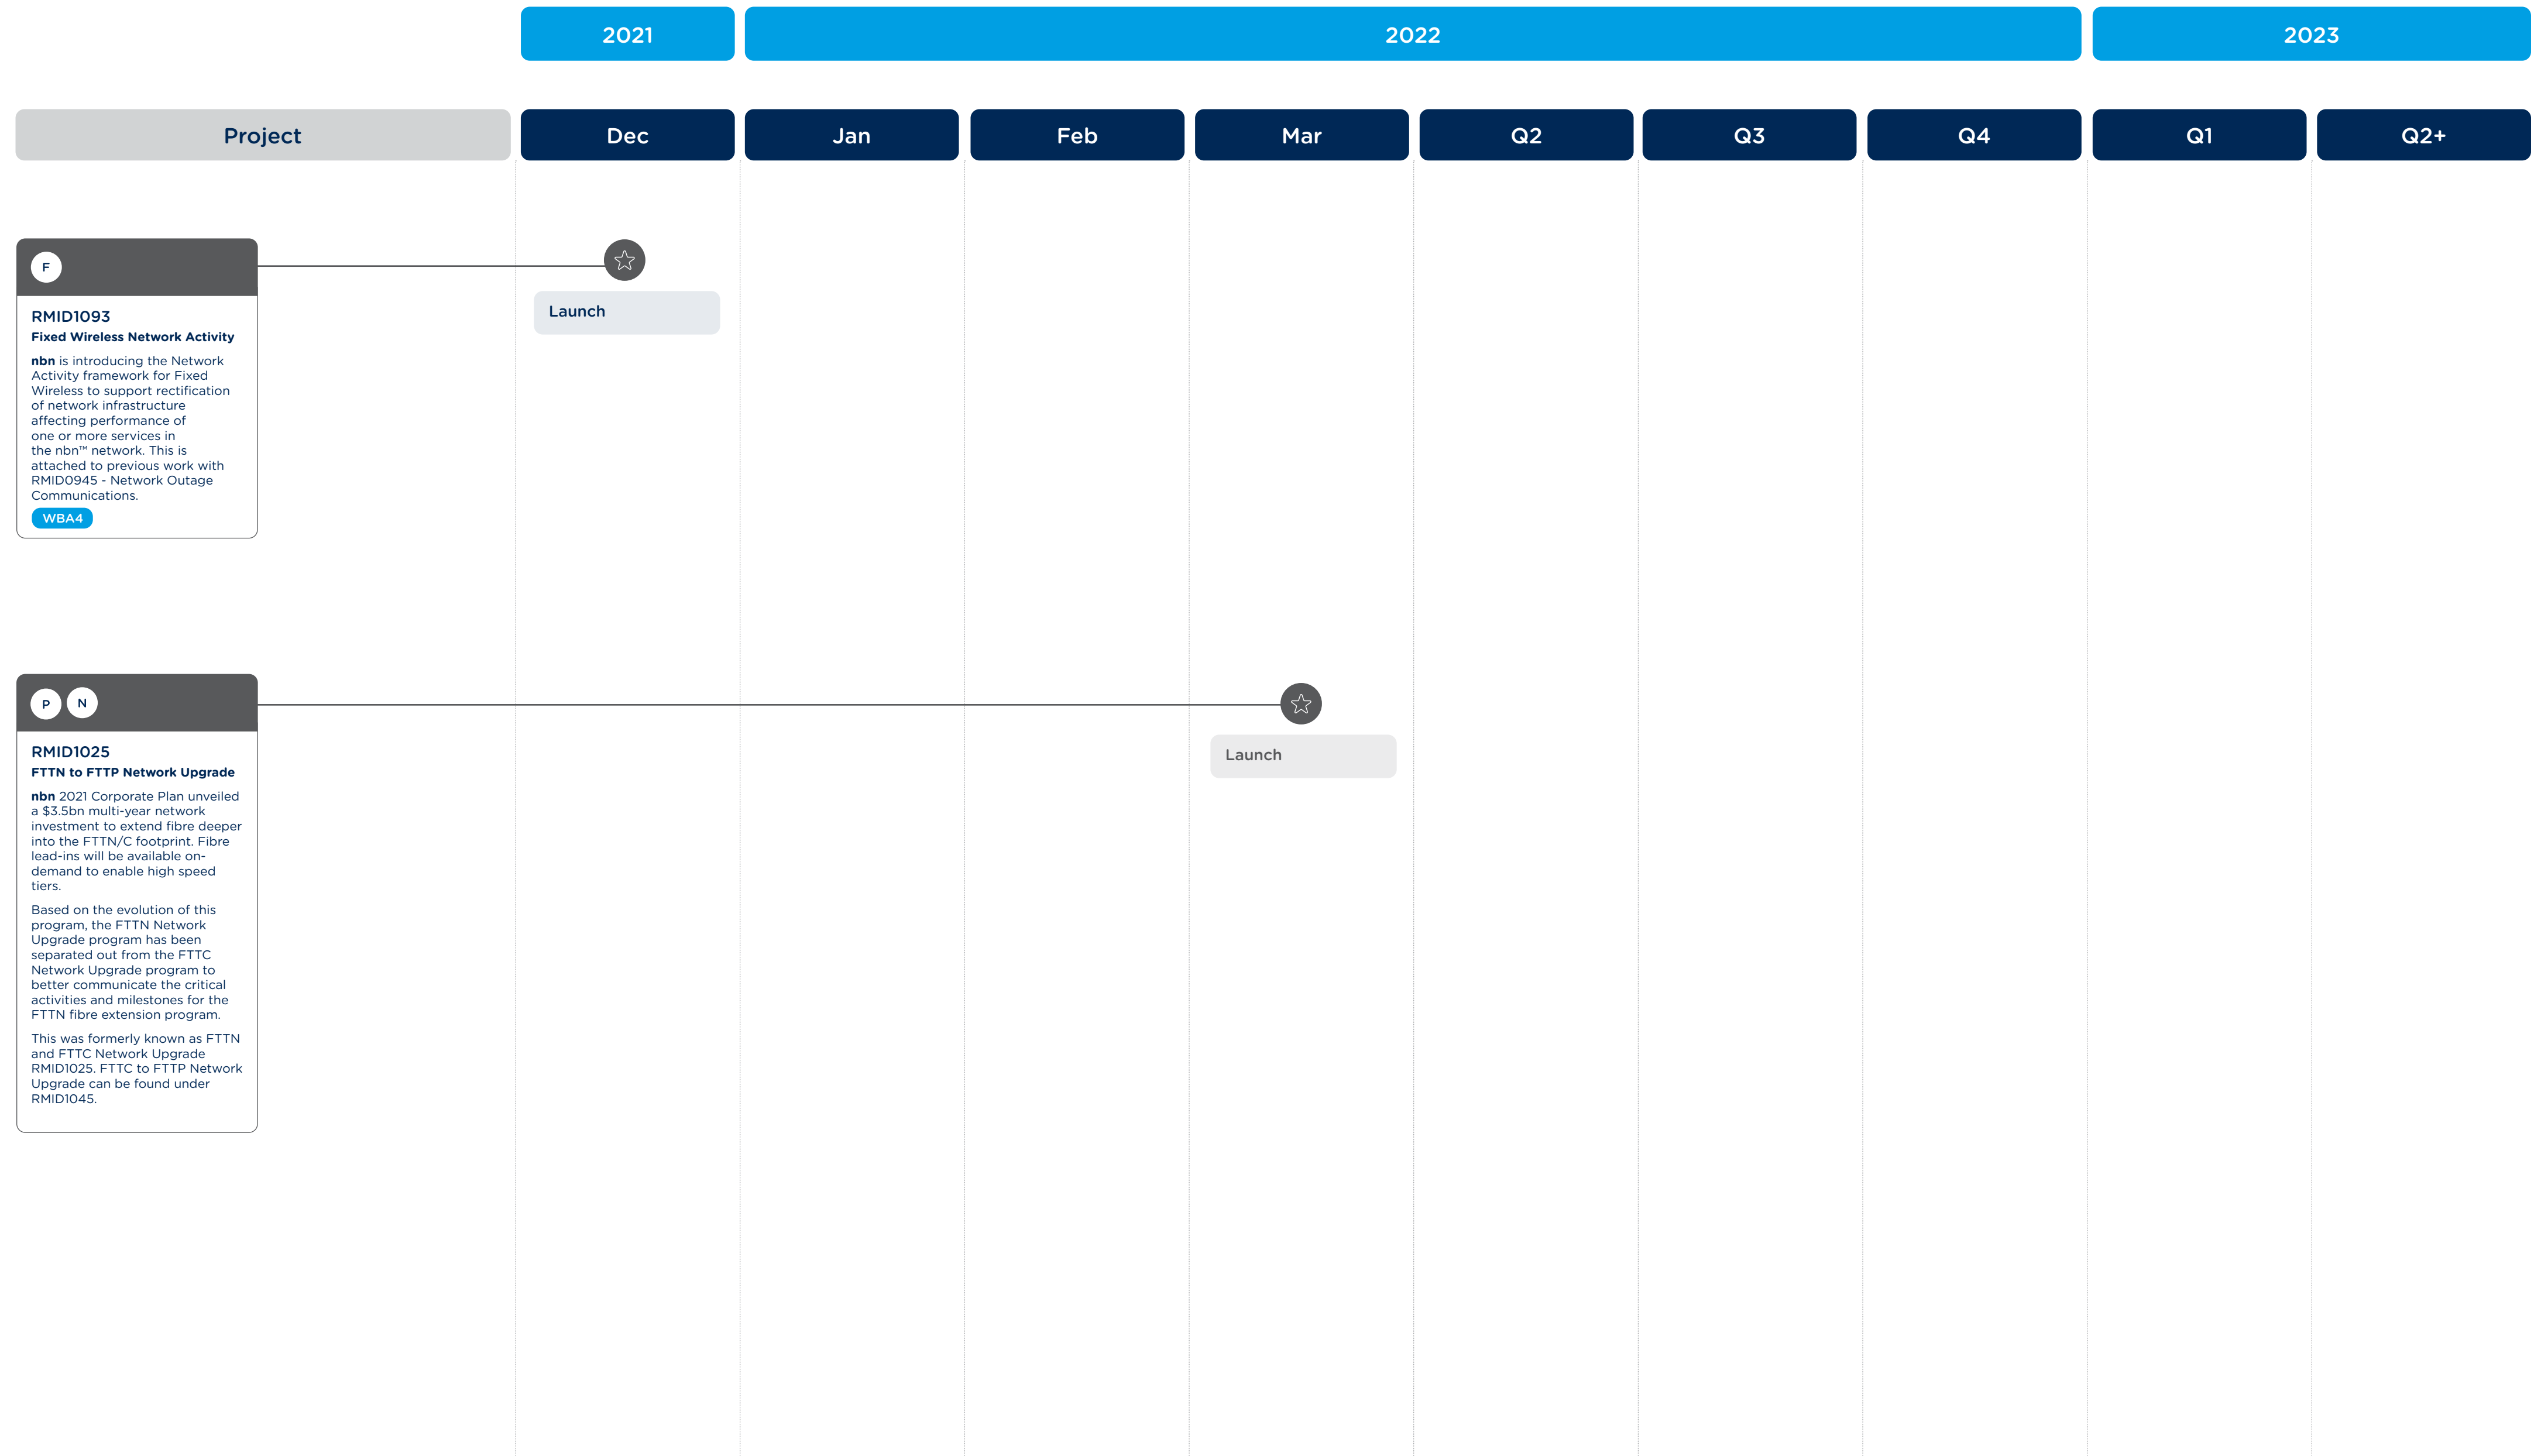 2021
2022
2023
Project
Dec
Jan
Feb
Mar
Q2
Q3
Q4
Q1
Q2+
F
RMID1093
Fixed Wireless Network Activity
nbn is introducing the Network
Activity framework for Fixed
Wireless to support rectification
of network infrastructure
affecting performance of
one or more services in
the nbn™ network. This is
attached to previous work with
RMID0945 - Network Outage
Communications.
WBA4
Launch
P
N
RMID1025
FTTN to FTTP Network Upgrade
nbn 2021 Corporate Plan unveiled
a $3.5bn multi-year network
investment to extend fibre deeper
into the FTTN/C footprint. Fibre
lead-ins will be available on-
demand to enable high speed
tiers.
Based on the evolution of this
program, the FTTN Network
Upgrade program has been
separated out from the FTTC
Network Upgrade program to
better communicate the critical
activities and milestones for the
FTTN fibre extension program.
This was formerly known as FTTN
and FTTC Network Upgrade
RMID1025. FTTC to FTTP Network
Upgrade can be found under
RMID1045.
Launch